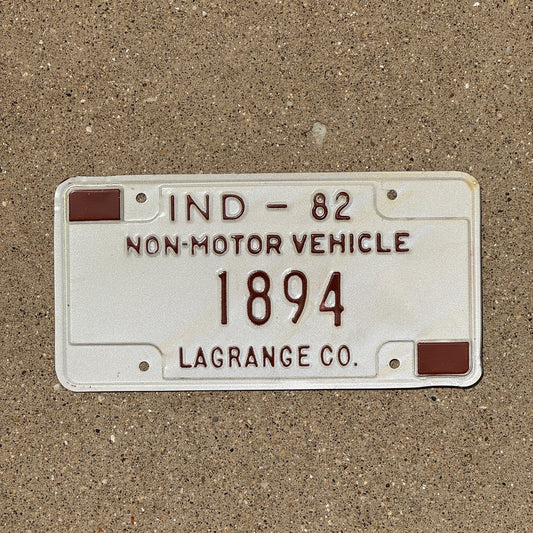 IND - 82
NON-MOTOR VEHICLE
1894
LAGRANGE CO.